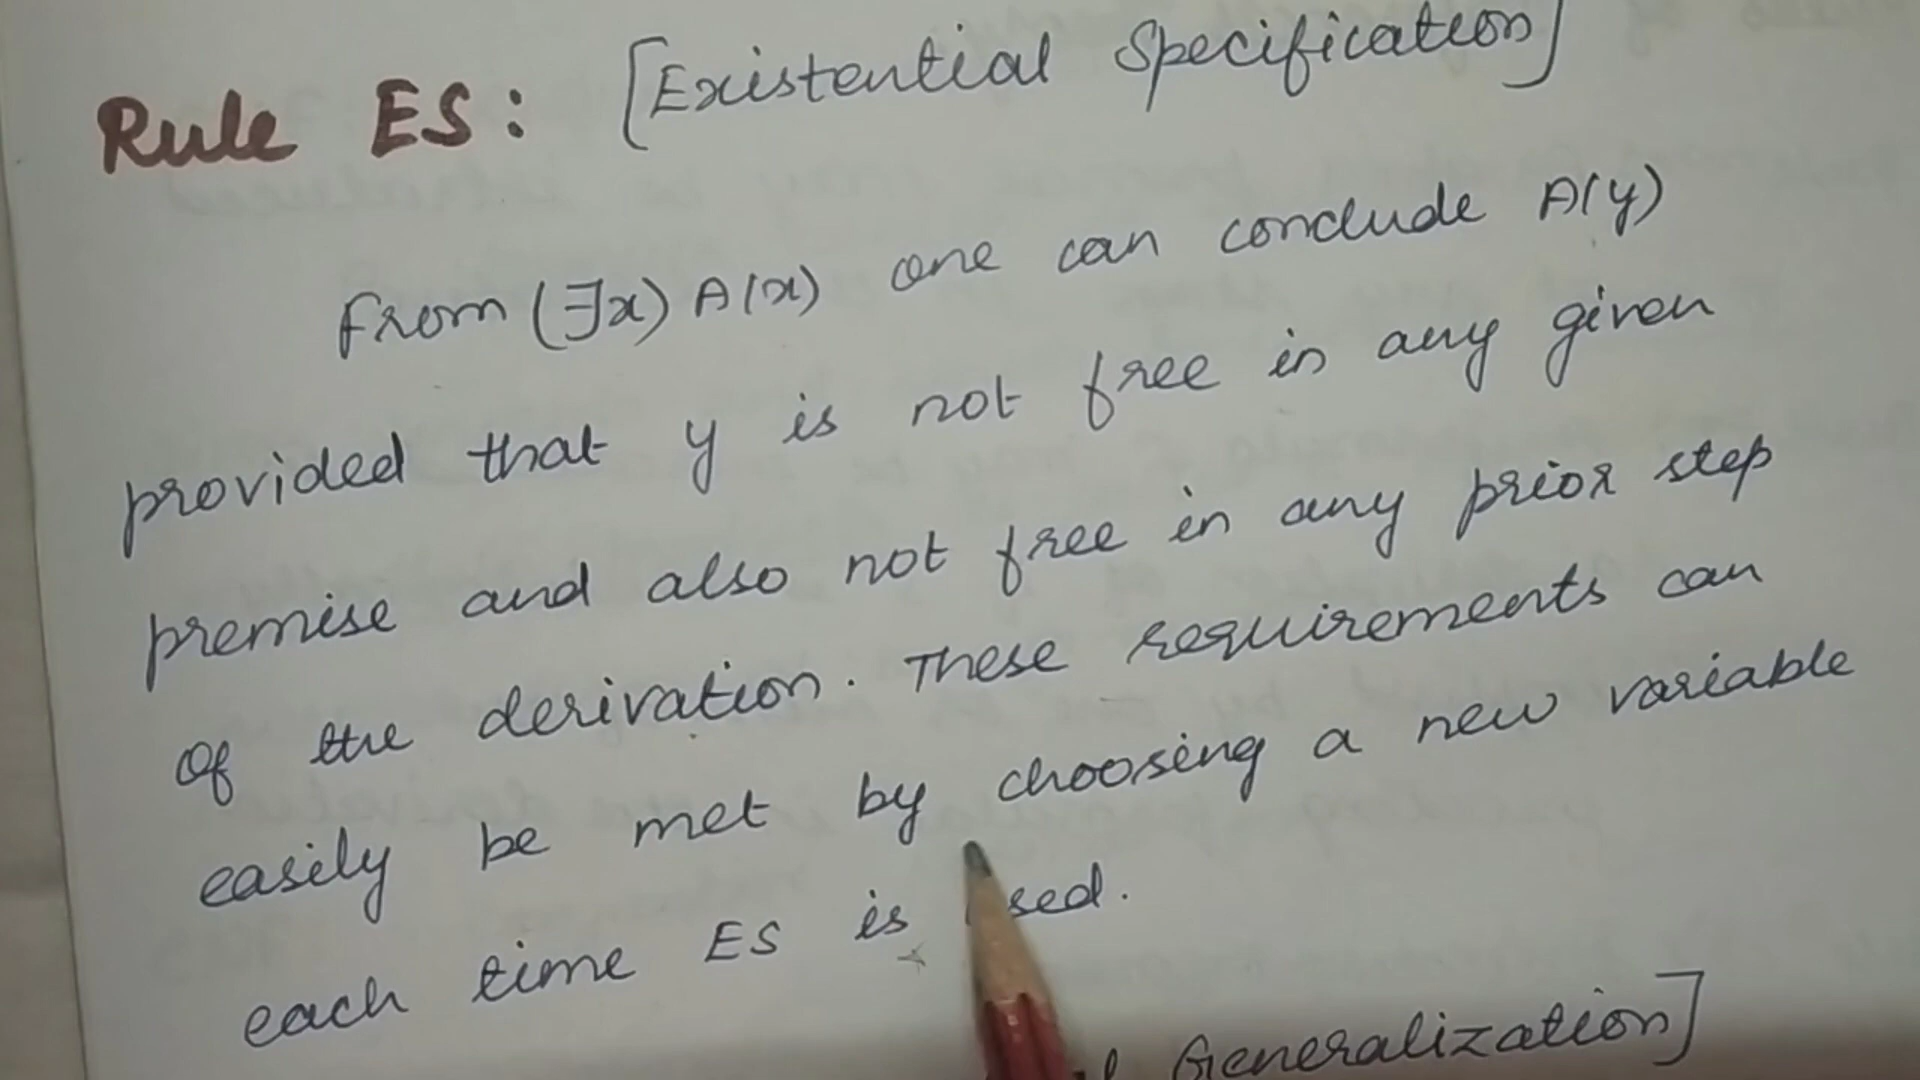 Rule ES: [Existential Specification]
From (∃x) A(x) one can conclude A(y)
provided that y is not free in any given
premise and also not free in any prior step
of the derivation. These requirements can
easily be met by choosing a new variable
each time ES is used.
Generalization]